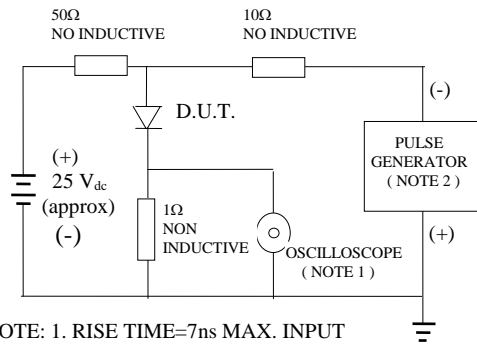 50Ω
NO INDUCTIVE
10Ω
NO INDUCTIVE
D.U.T.
(-)
PULSE
GENERATOR
( NOTE 2 )
(+)
25 Vdc
(approx)
(-)
1Ω
NON
INDUCTIVE
(+)
OSCILLOSCOPE
( NOTE 1 )
OTE: 1. RISE TIME=7ns MAX. INPUT